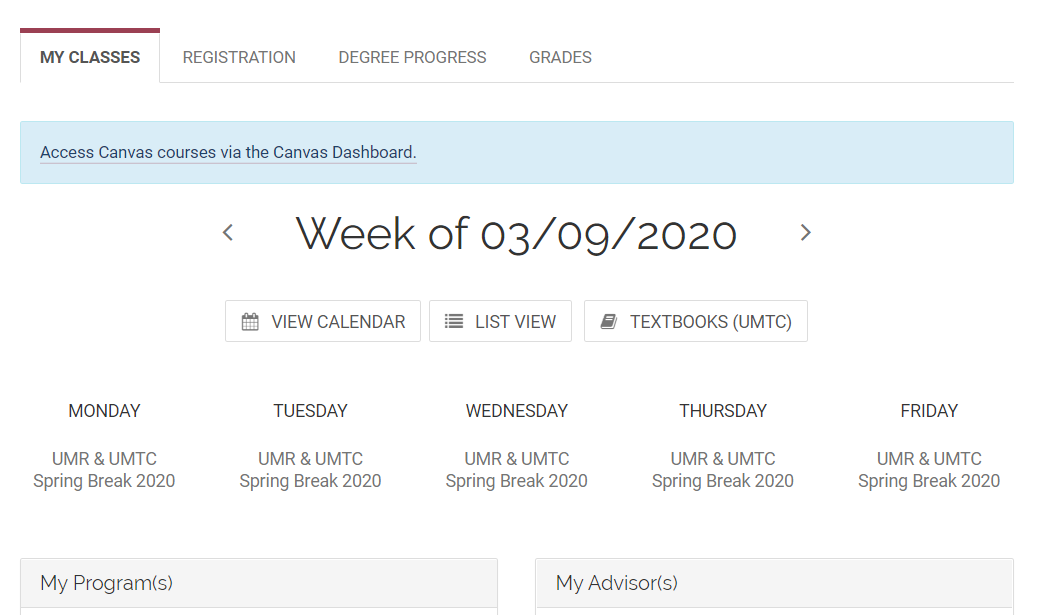 MY CLASSES REGISTRATION DEGREE PROGRESS GRADES
Access Canvas courses via the Canvas Dashboard.
Week of 03/09/2020
VIEW CALENDAR LIST VIEW TEXTBOOKS (UMTC)
MONDAY TUESDAY WEDNESDAY THURSDAY FRIDAY
UMR & UMTC UMR & UMTC UMR & UMTC UMR & UMTC UMR & UMTC
Spring Break 2020 Spring Break 2020 Spring Break 2020 Spring Break 2020 Spring Break 2020
My Program(s) My Advisor(s)